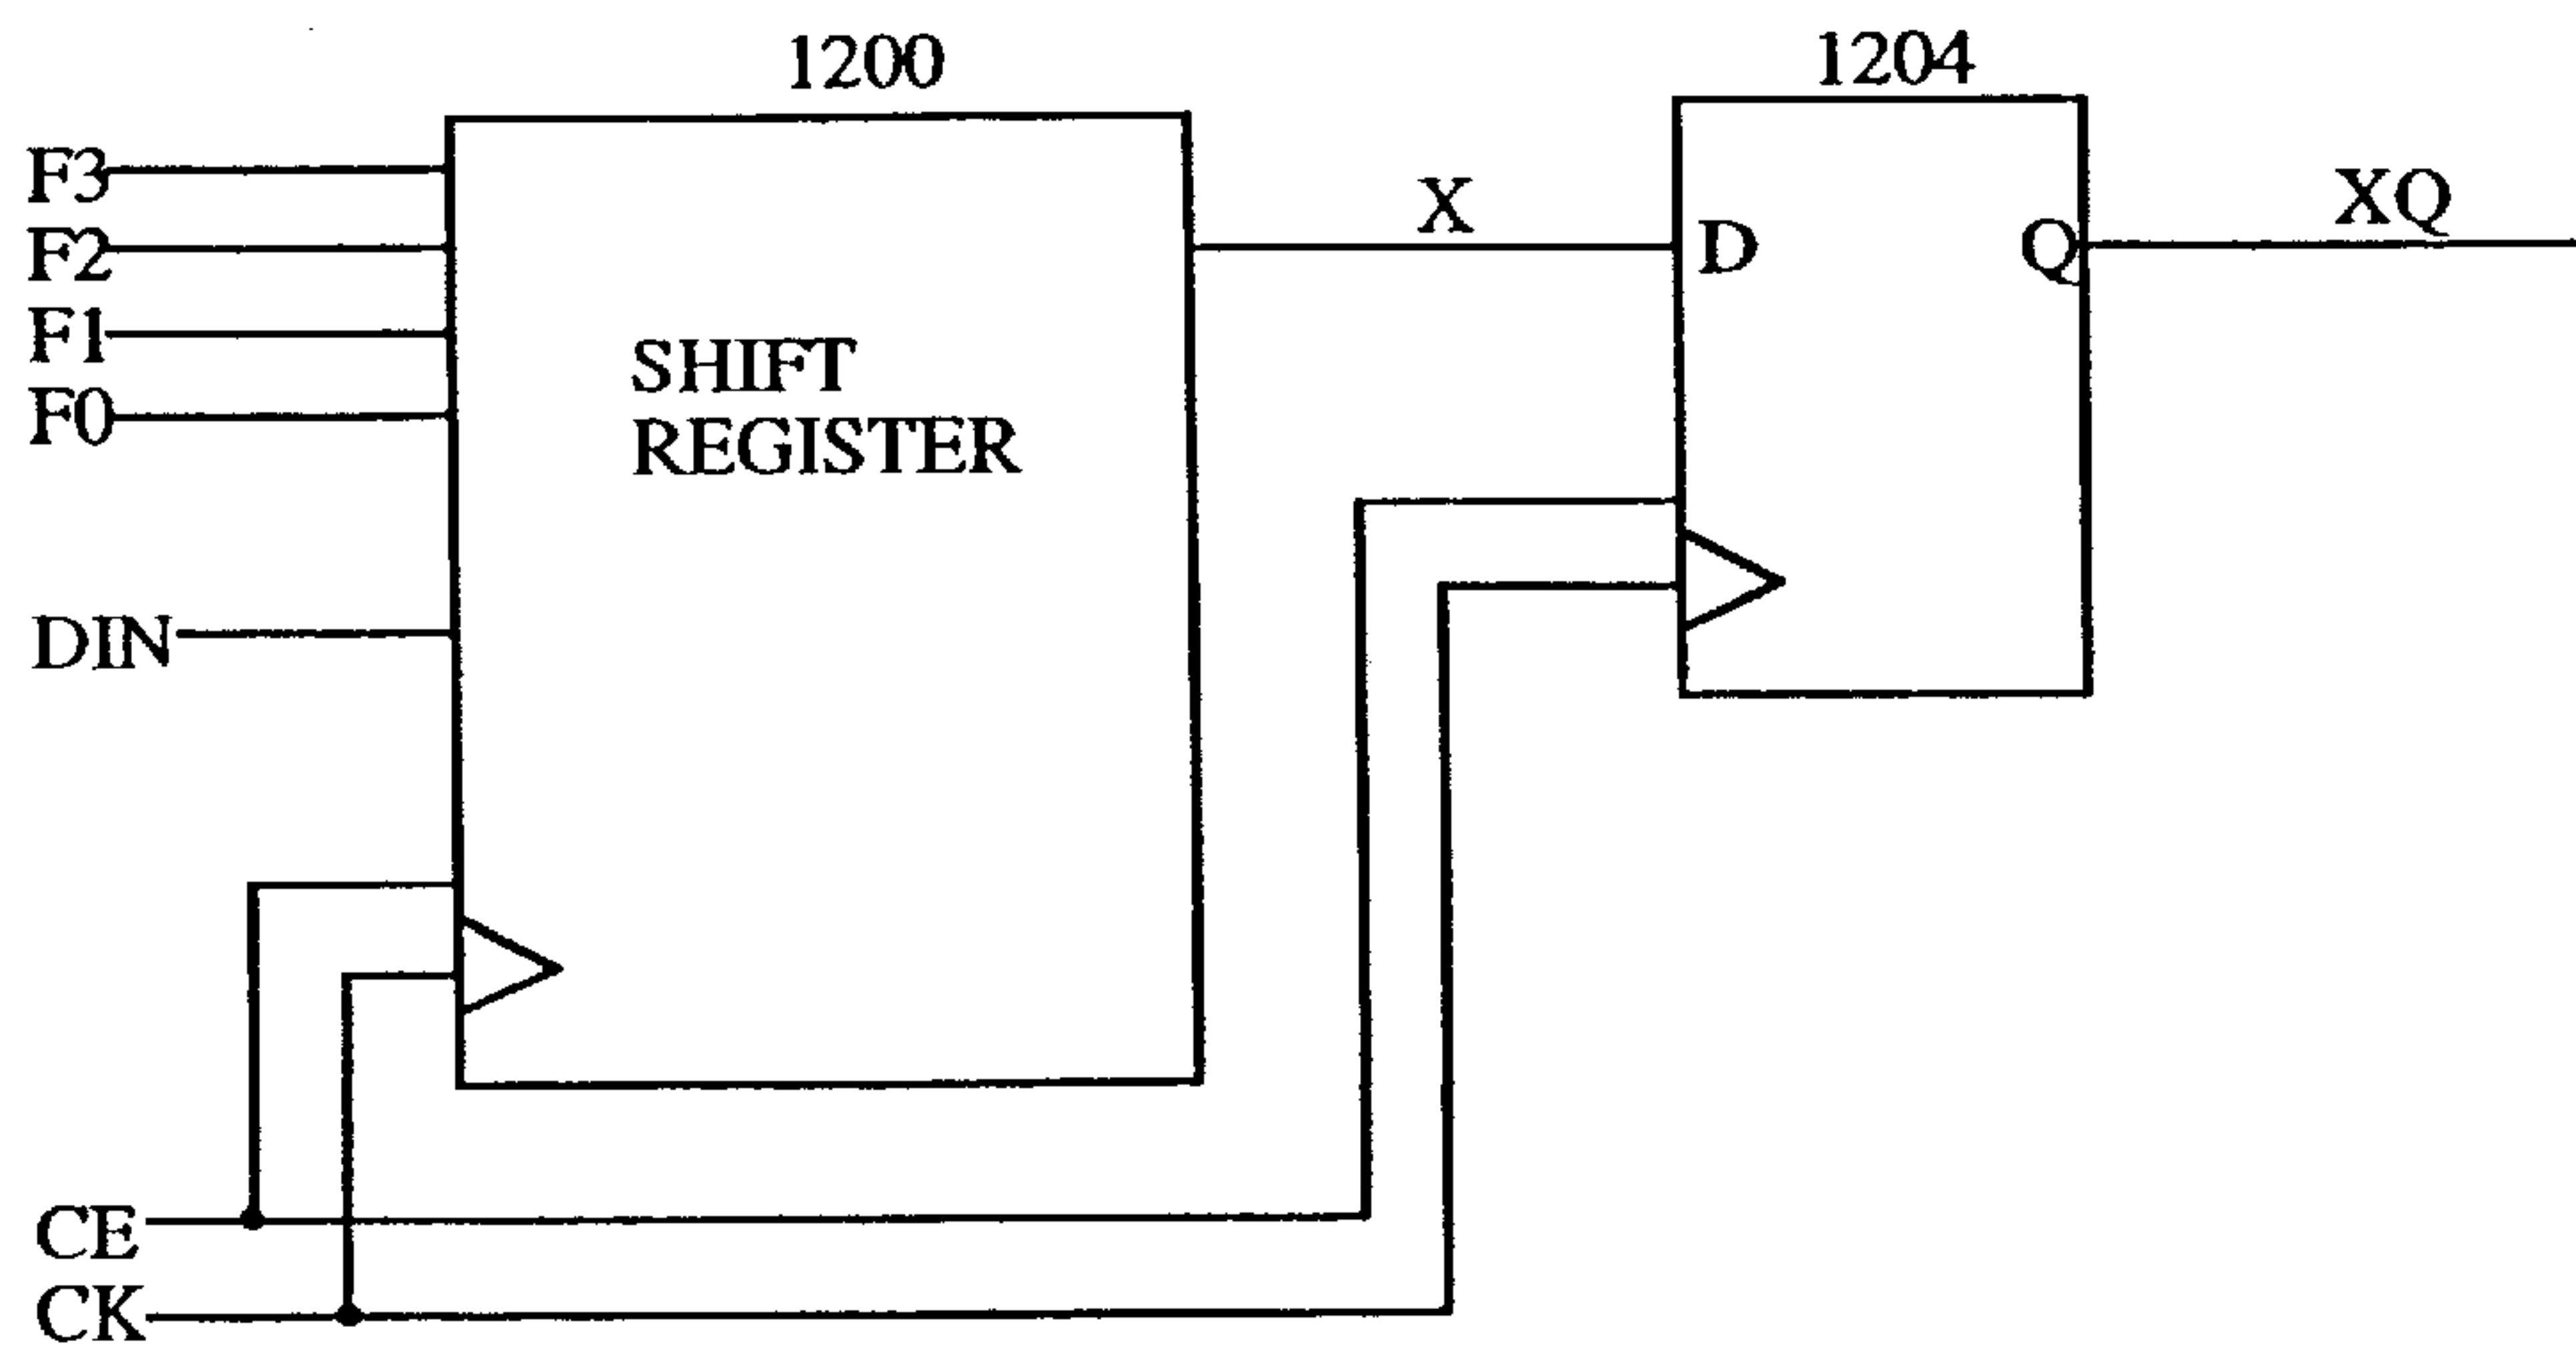 1200
1204
F3
F2
F1
F0
X
D
Q
XQ
SHIFT
REGISTER
DIN
CE
CK